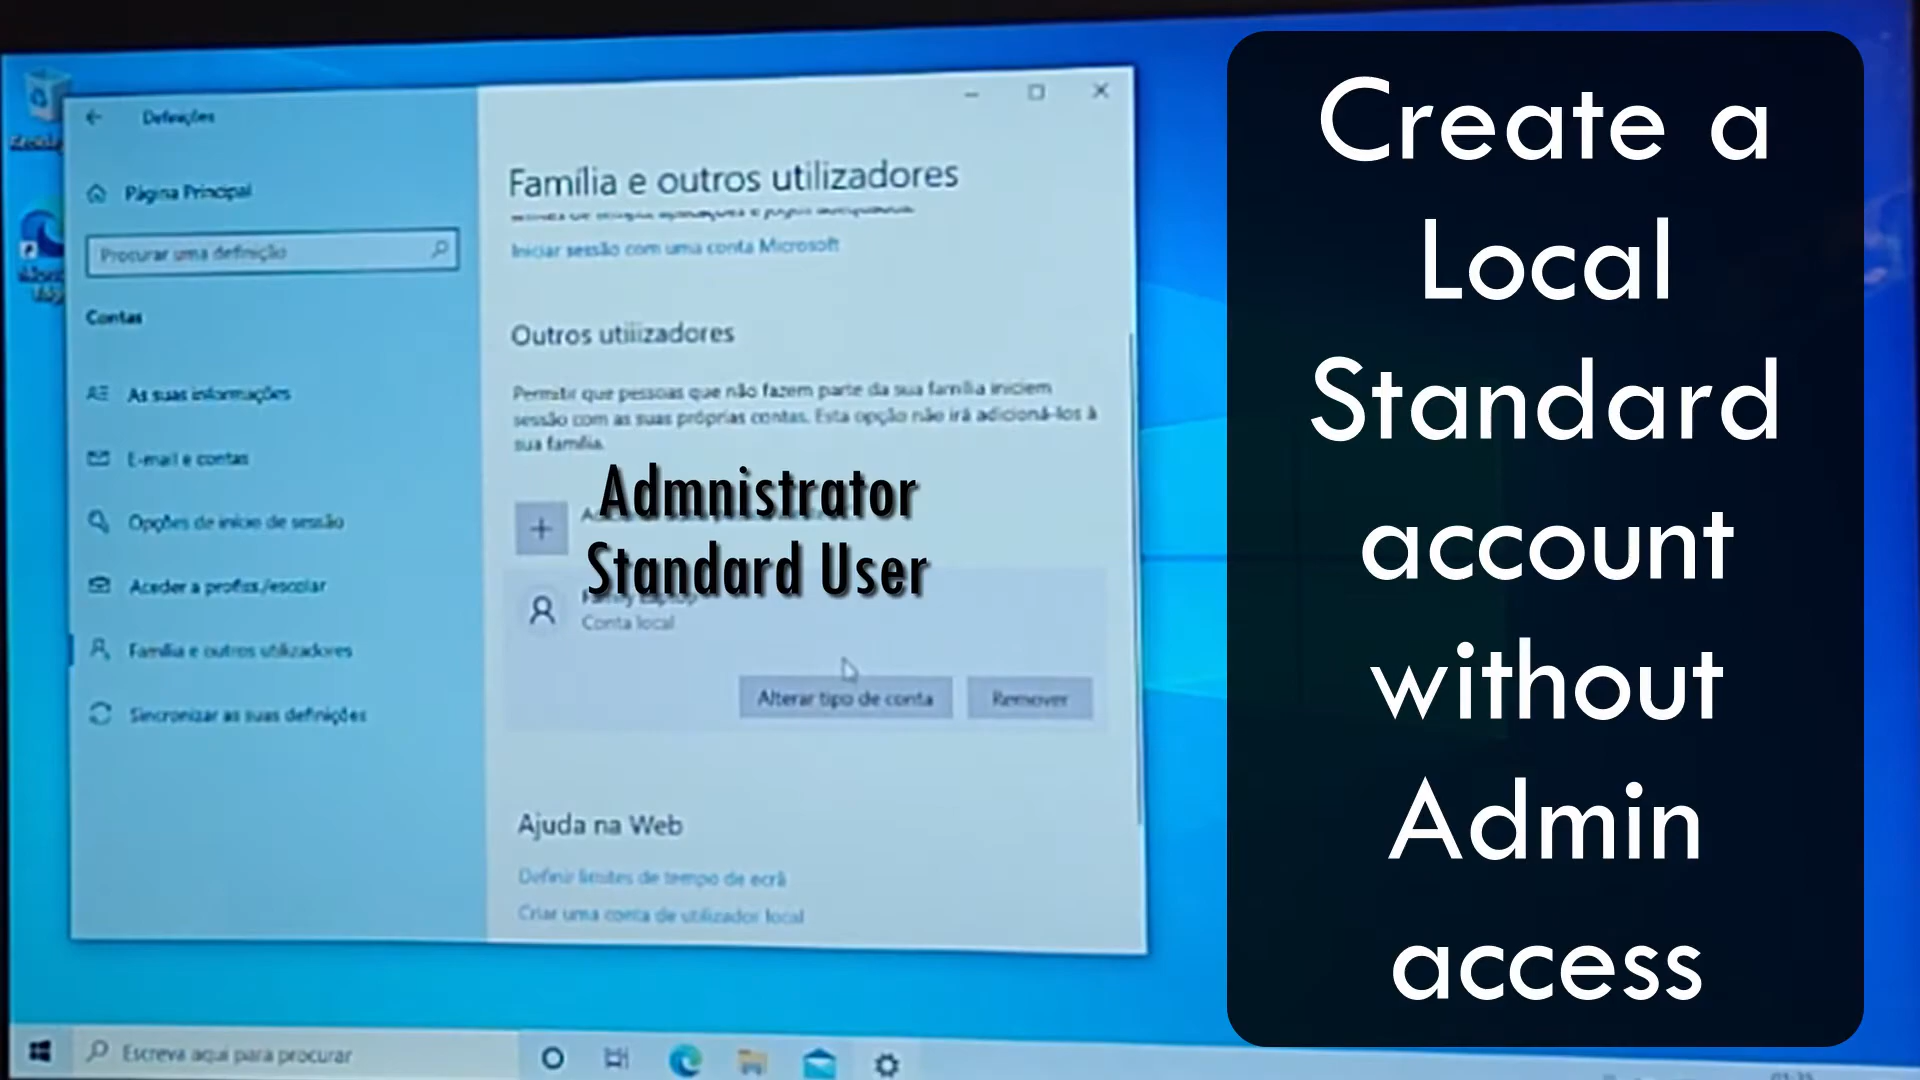 Definições
Página Principal
Procurar uma definição
Contas
As suas informações
E-mail e contas
Opções de início de sessão
Aceder a profiss./escolar
Família e outros utilizadores
Sincronizar as suas definições
Família e outros utilizadores
Iniciar sessão com uma conta Microsoft
Outros utilizadores
Permitir que pessoas que não fazem parte da sua família iniciem
sessão com as suas próprias contas. Esta opção não irá adicioná-los à
sua família.
Admnistrator
Standard User
Conta local
Alterar tipo de conta
Remover
Ajuda na Web
Definir limites de tempo de ecrã
Criar uma conta de utilizador local
Escreva aqui para procurar
Create a
Local
Standard
account
without
Admin
access